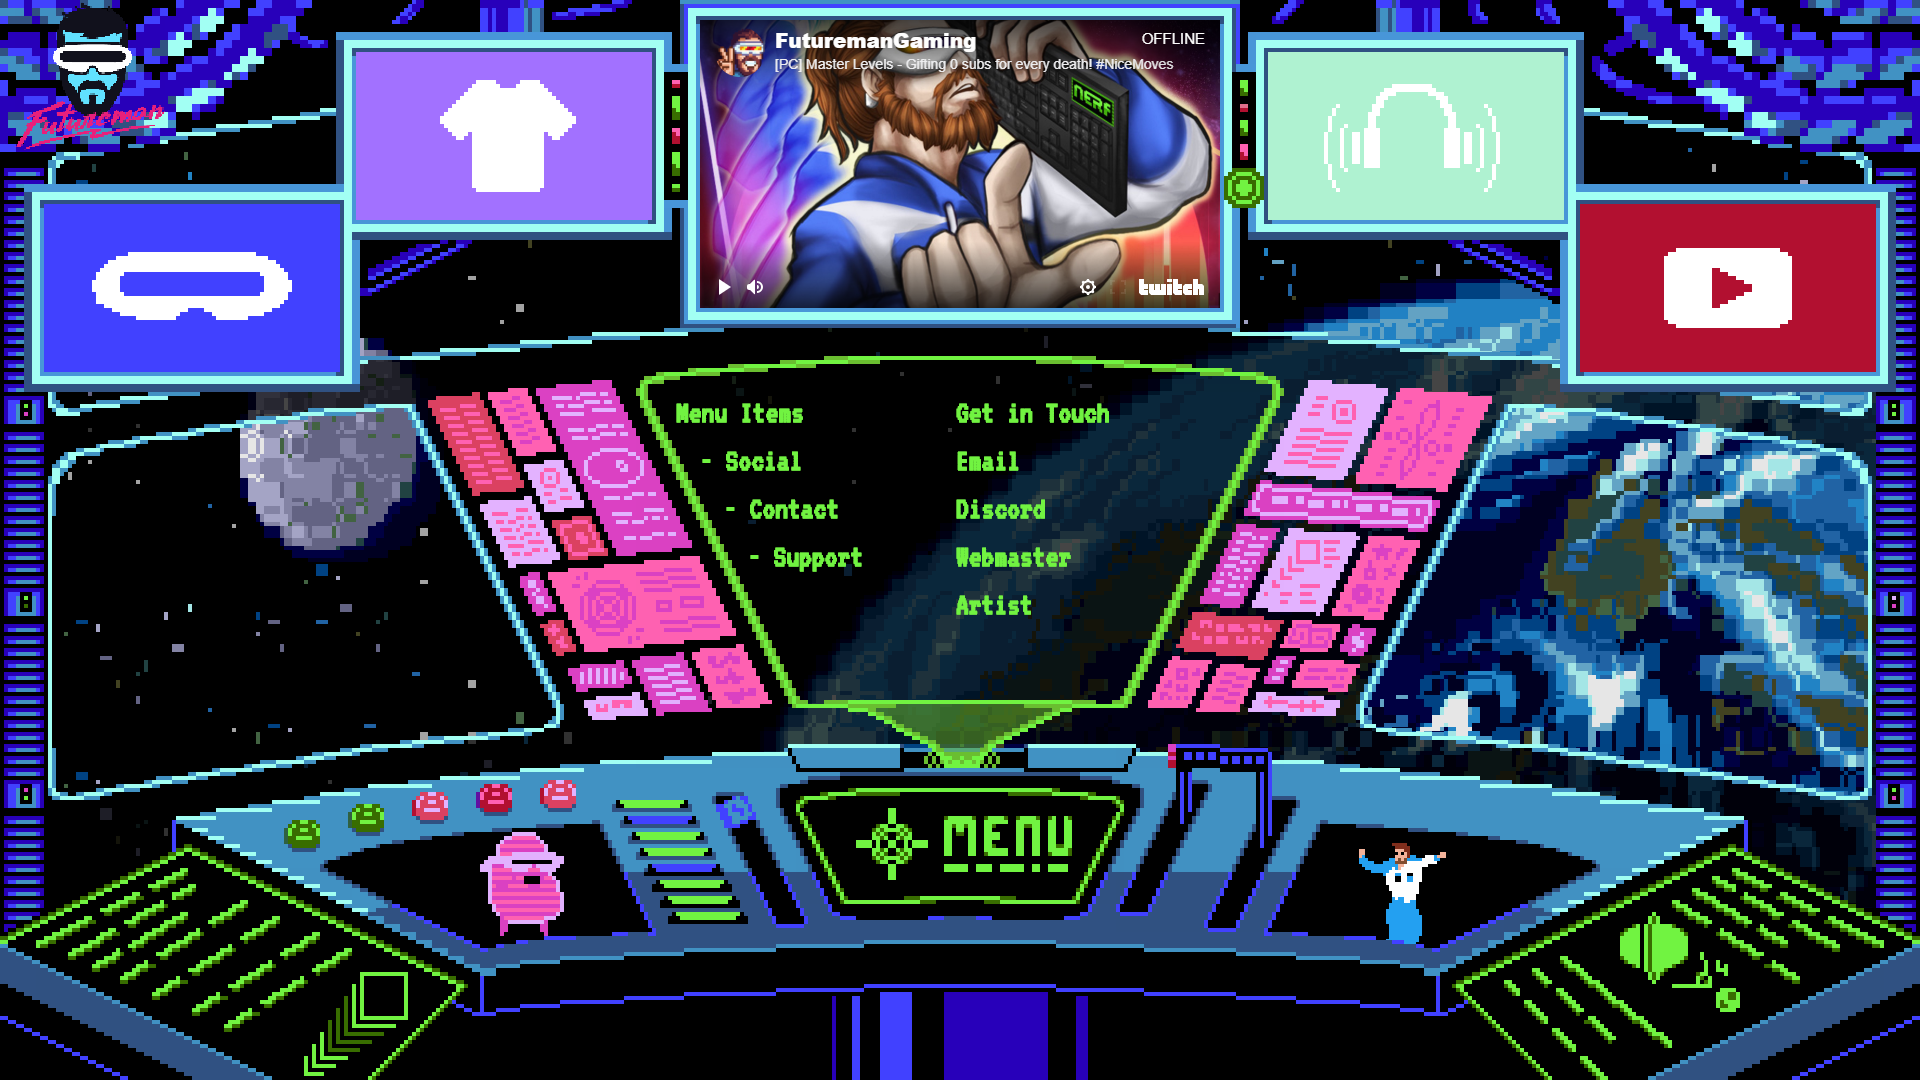 Futureman
FuturemanGaming
OFFLINE
[PC] Master Levels - Gifting 0 subs for every death! #NiceMoves
NERF
twitch
Menu Items
- Social
- Contact
- Support
Get in Touch
Email
Discord
Webmaster
Artist
MENU